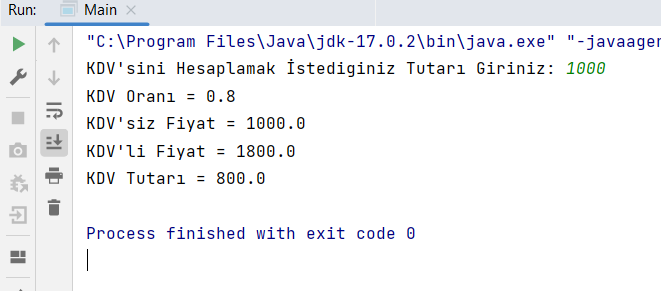 Run: Main
"C:\Program Files\Java\jdk-17.0.2\bin\java.exe" "-javaagen
KDV'sini Hesaplamak İstediginiz Tutarı Giriniz: 1000
KDV Oranı = 0.8
KDV'siz Fiyat = 1000.0
KDV'li Fiyat = 1800.0
KDV Tutarı = 800.0
Process finished with exit code 0